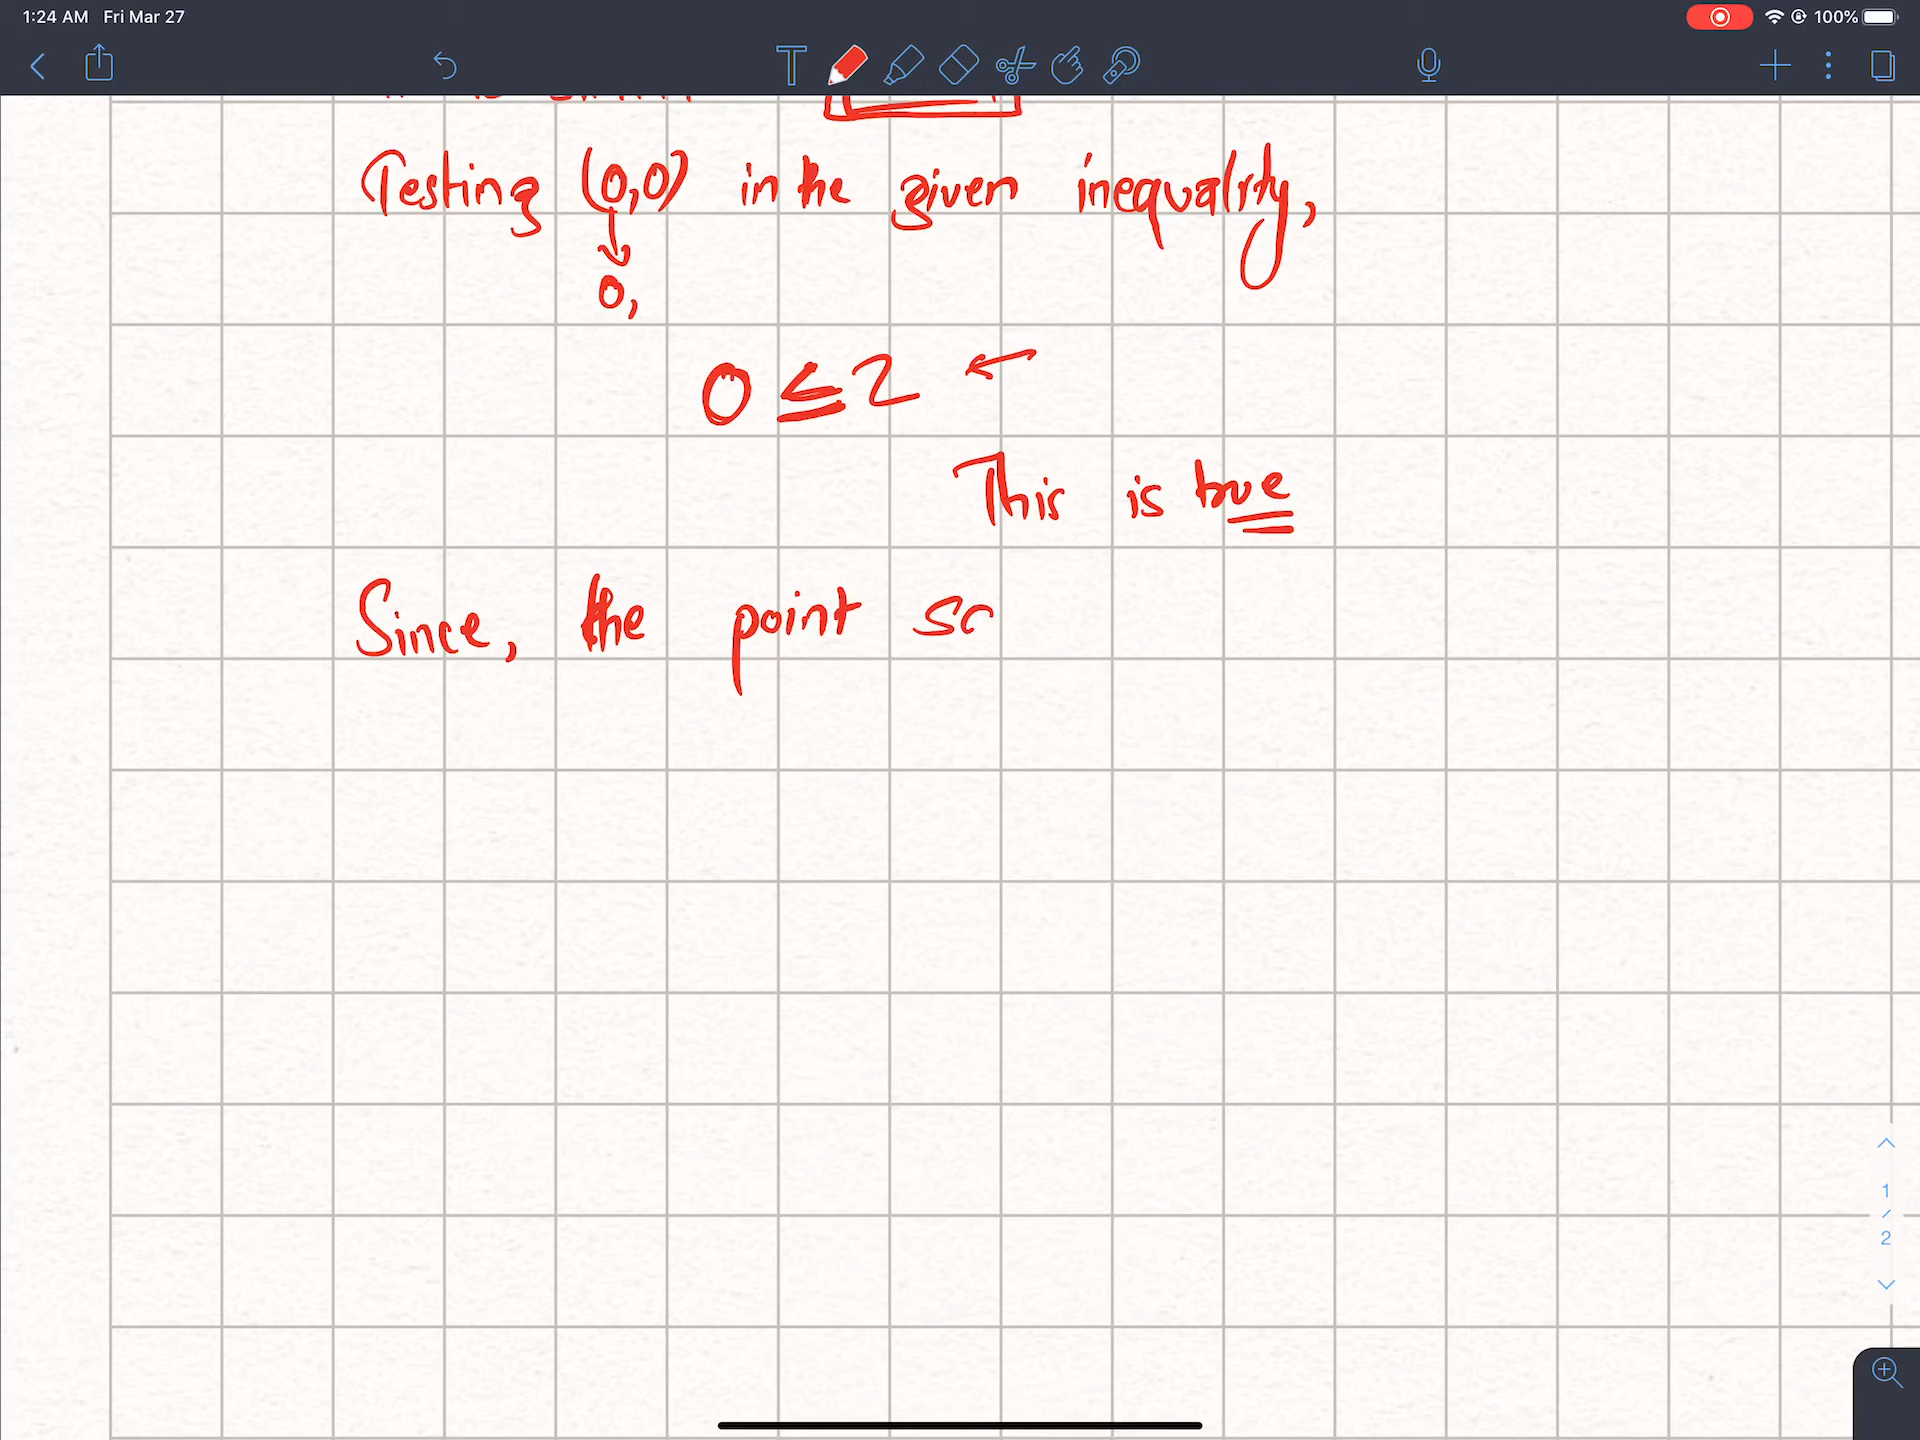 1:24 AM Fri Mar 27 100%
T
Testing (0,0) in the given inequality,
0,
0 ≤ 2 ←
This is true
Since, the point sa
1
/
2